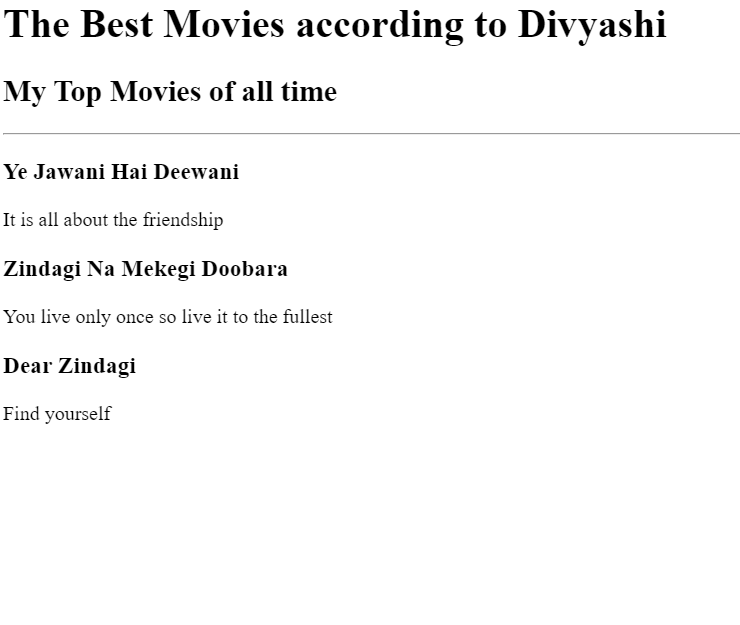 The Best Movies according to Divyashi
My Top Movies of all time
Ye Jawani Hai Deewani
It is all about the friendship
Zindagi Na Mekegi Doobara
You live only once so live it to the fullest
Dear Zindagi
Find yourself